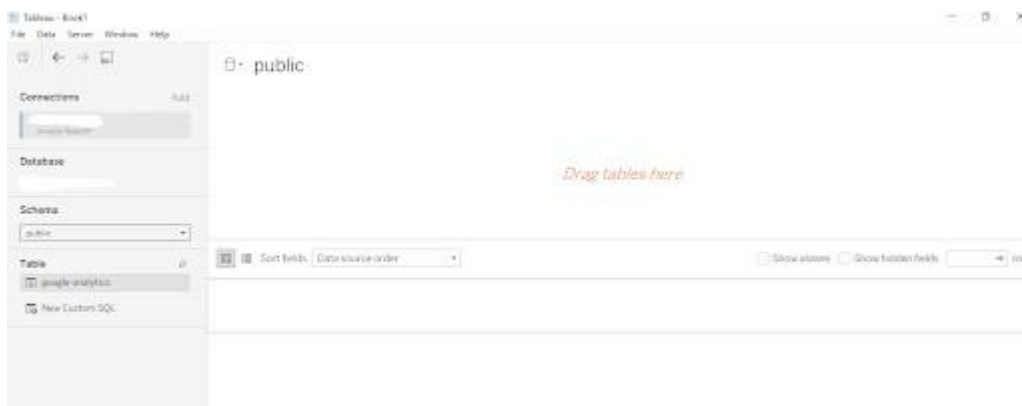 Tableau - Book1
File Data Server Window Help
public
Connections Add
Database
Drag tables here
Schema
public
Sort fields Data source order
Show aliases Show hidden fields
Table
google-analytics
New Custom SQL